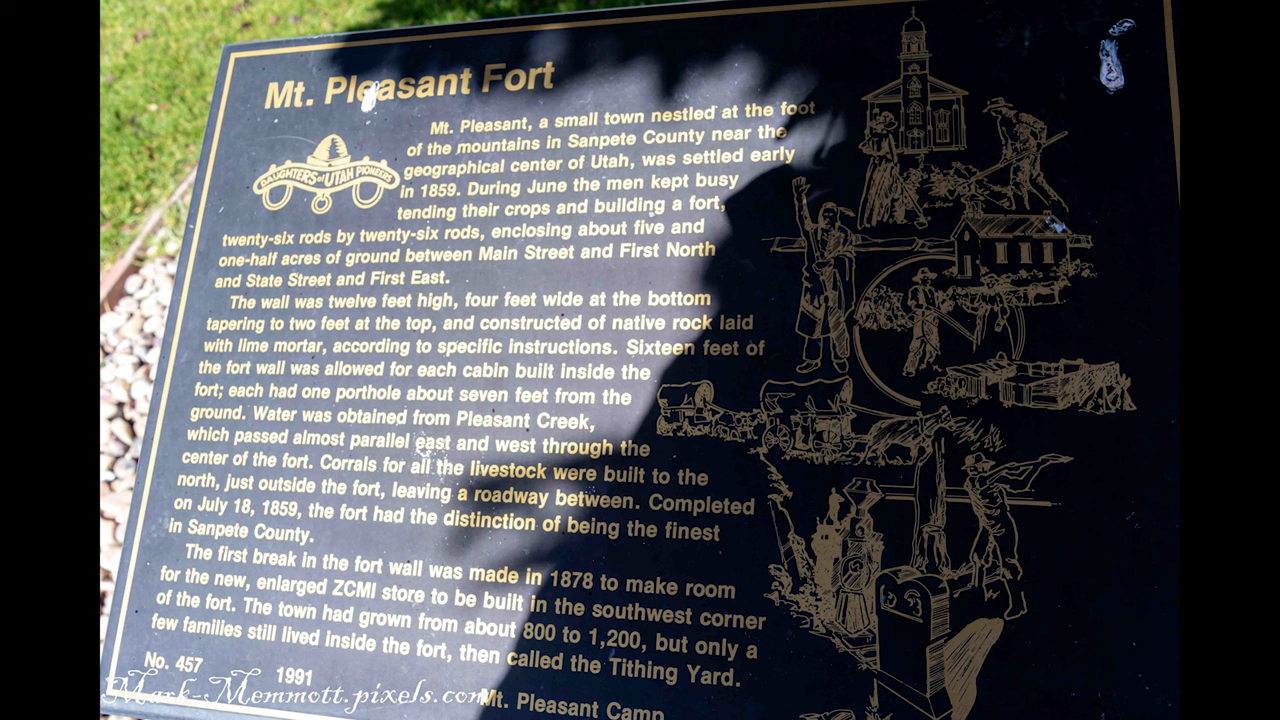 Mt. Pleasant Fort
DAUGHTERS of UTAH PIONEERS
Mt. Pleasant, a small town nestled at the foot
of the mountains in Sanpete County near the
geographical center of Utah, was settled early
in 1859. During June the men kept busy
tending their crops and building a fort,
twenty-six rods by twenty-six rods, enclosing about five and
one-half acres of ground between Main Street and First North
and State Street and First East.
The wall was twelve feet high, four feet wide at the bottom
tapering to two feet at the top, and constructed of native rock laid
with lime mortar, according to specific instructions. Sixteen feet of
the fort wall was allowed for each cabin built inside the
fort; each had one porthole about seven feet from the
ground. Water was obtained from Pleasant Creek,
which passed almost parallel east and west through the
center of the fort. Corrals for all the livestock were built to the
north, just outside the fort, leaving a roadway between. Completed
on July 18, 1859, the fort had the distinction of being the finest
in Sanpete County.
The first break in the fort wall was made in 1878 to make room
for the new, enlarged ZCMI store to be built in the southwest corner
of the fort. The town had grown from about 800 to 1,200, but only a
few families still lived inside the fort, then called the Tithing Yard.
No. 457
1991
Mt. Pleasant Camp
Mark-Memmott.pixels.com